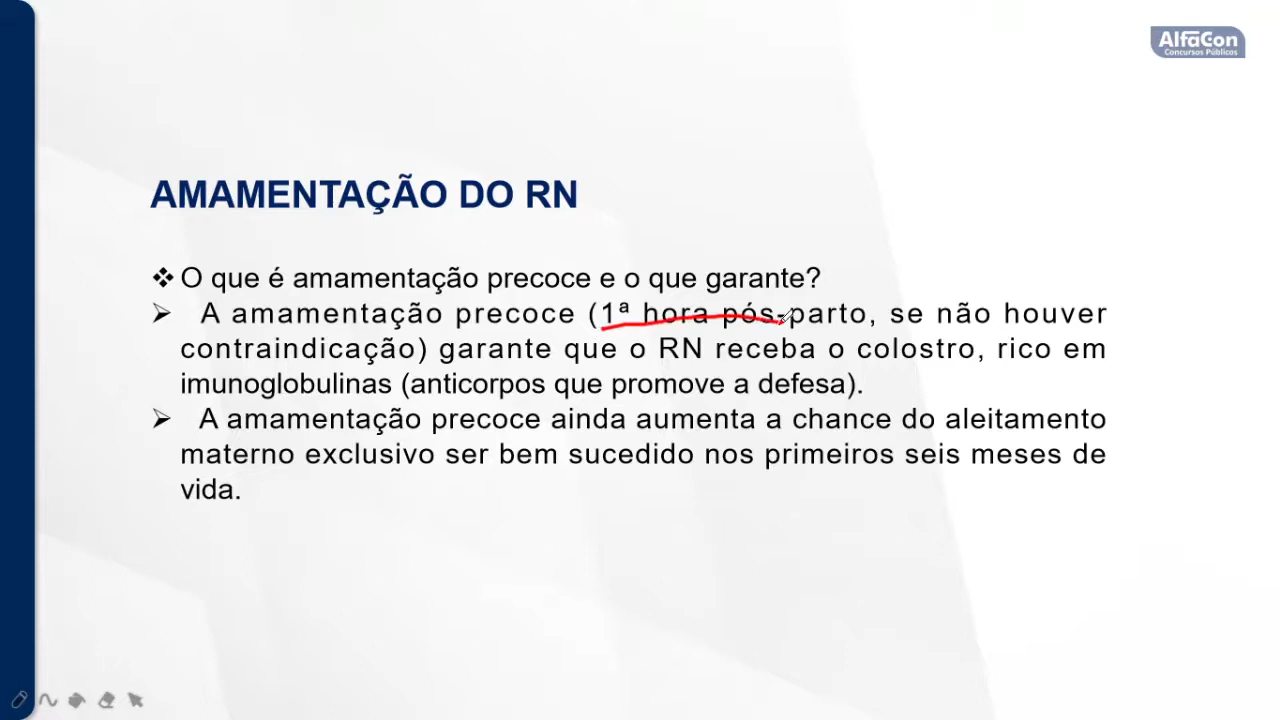 AlfaCon
Concursos Públicos
AMAMENTAÇÃO DO RN
❖ O que é amamentação precoce e o que garante?
➢ A amamentação precoce (1ª hora pós-parto, se não houver
contraindicação) garante que o RN receba o colostro, rico em
imunoglobulinas (anticorpos que promove a defesa).
➢ A amamentação precoce ainda aumenta a chance do aleitamento
materno exclusivo ser bem sucedido nos primeiros seis meses de
vida.